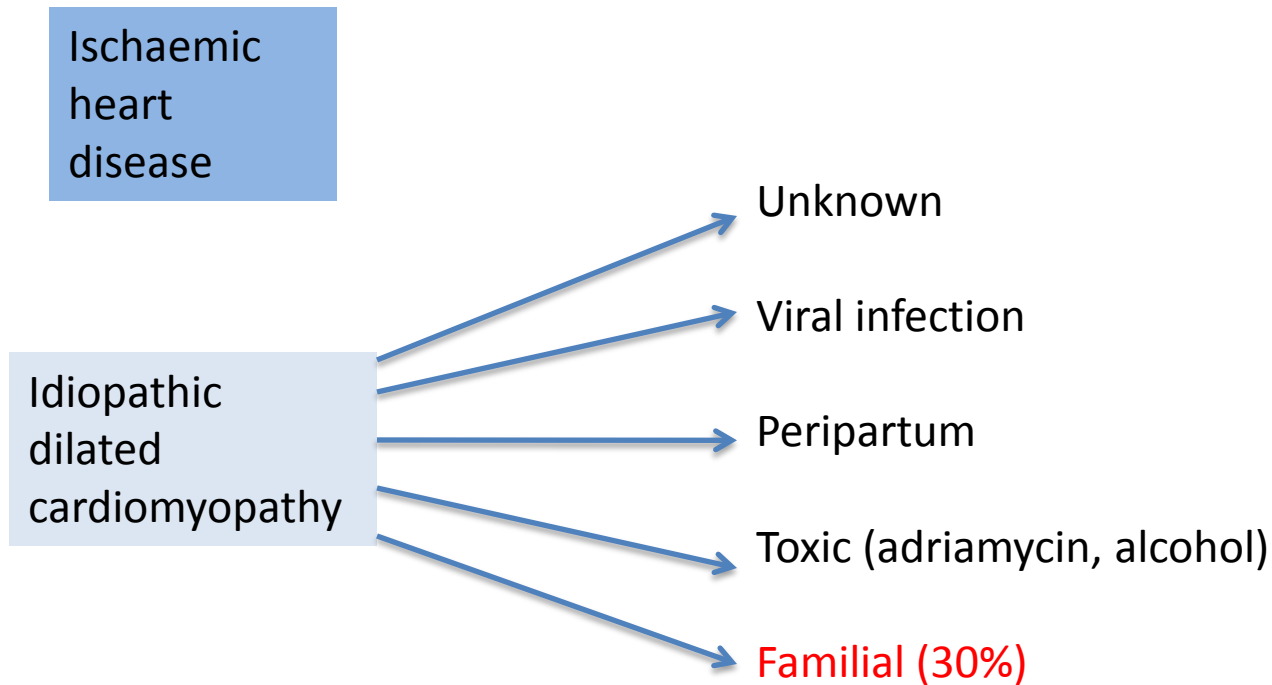 Ischaemic
heart
disease
Unknown
Viral infection
Idiopathic
dilated
cardiomyopathy
Peripartum
Toxic (adriamycin, alcohol)
Familial (30%)